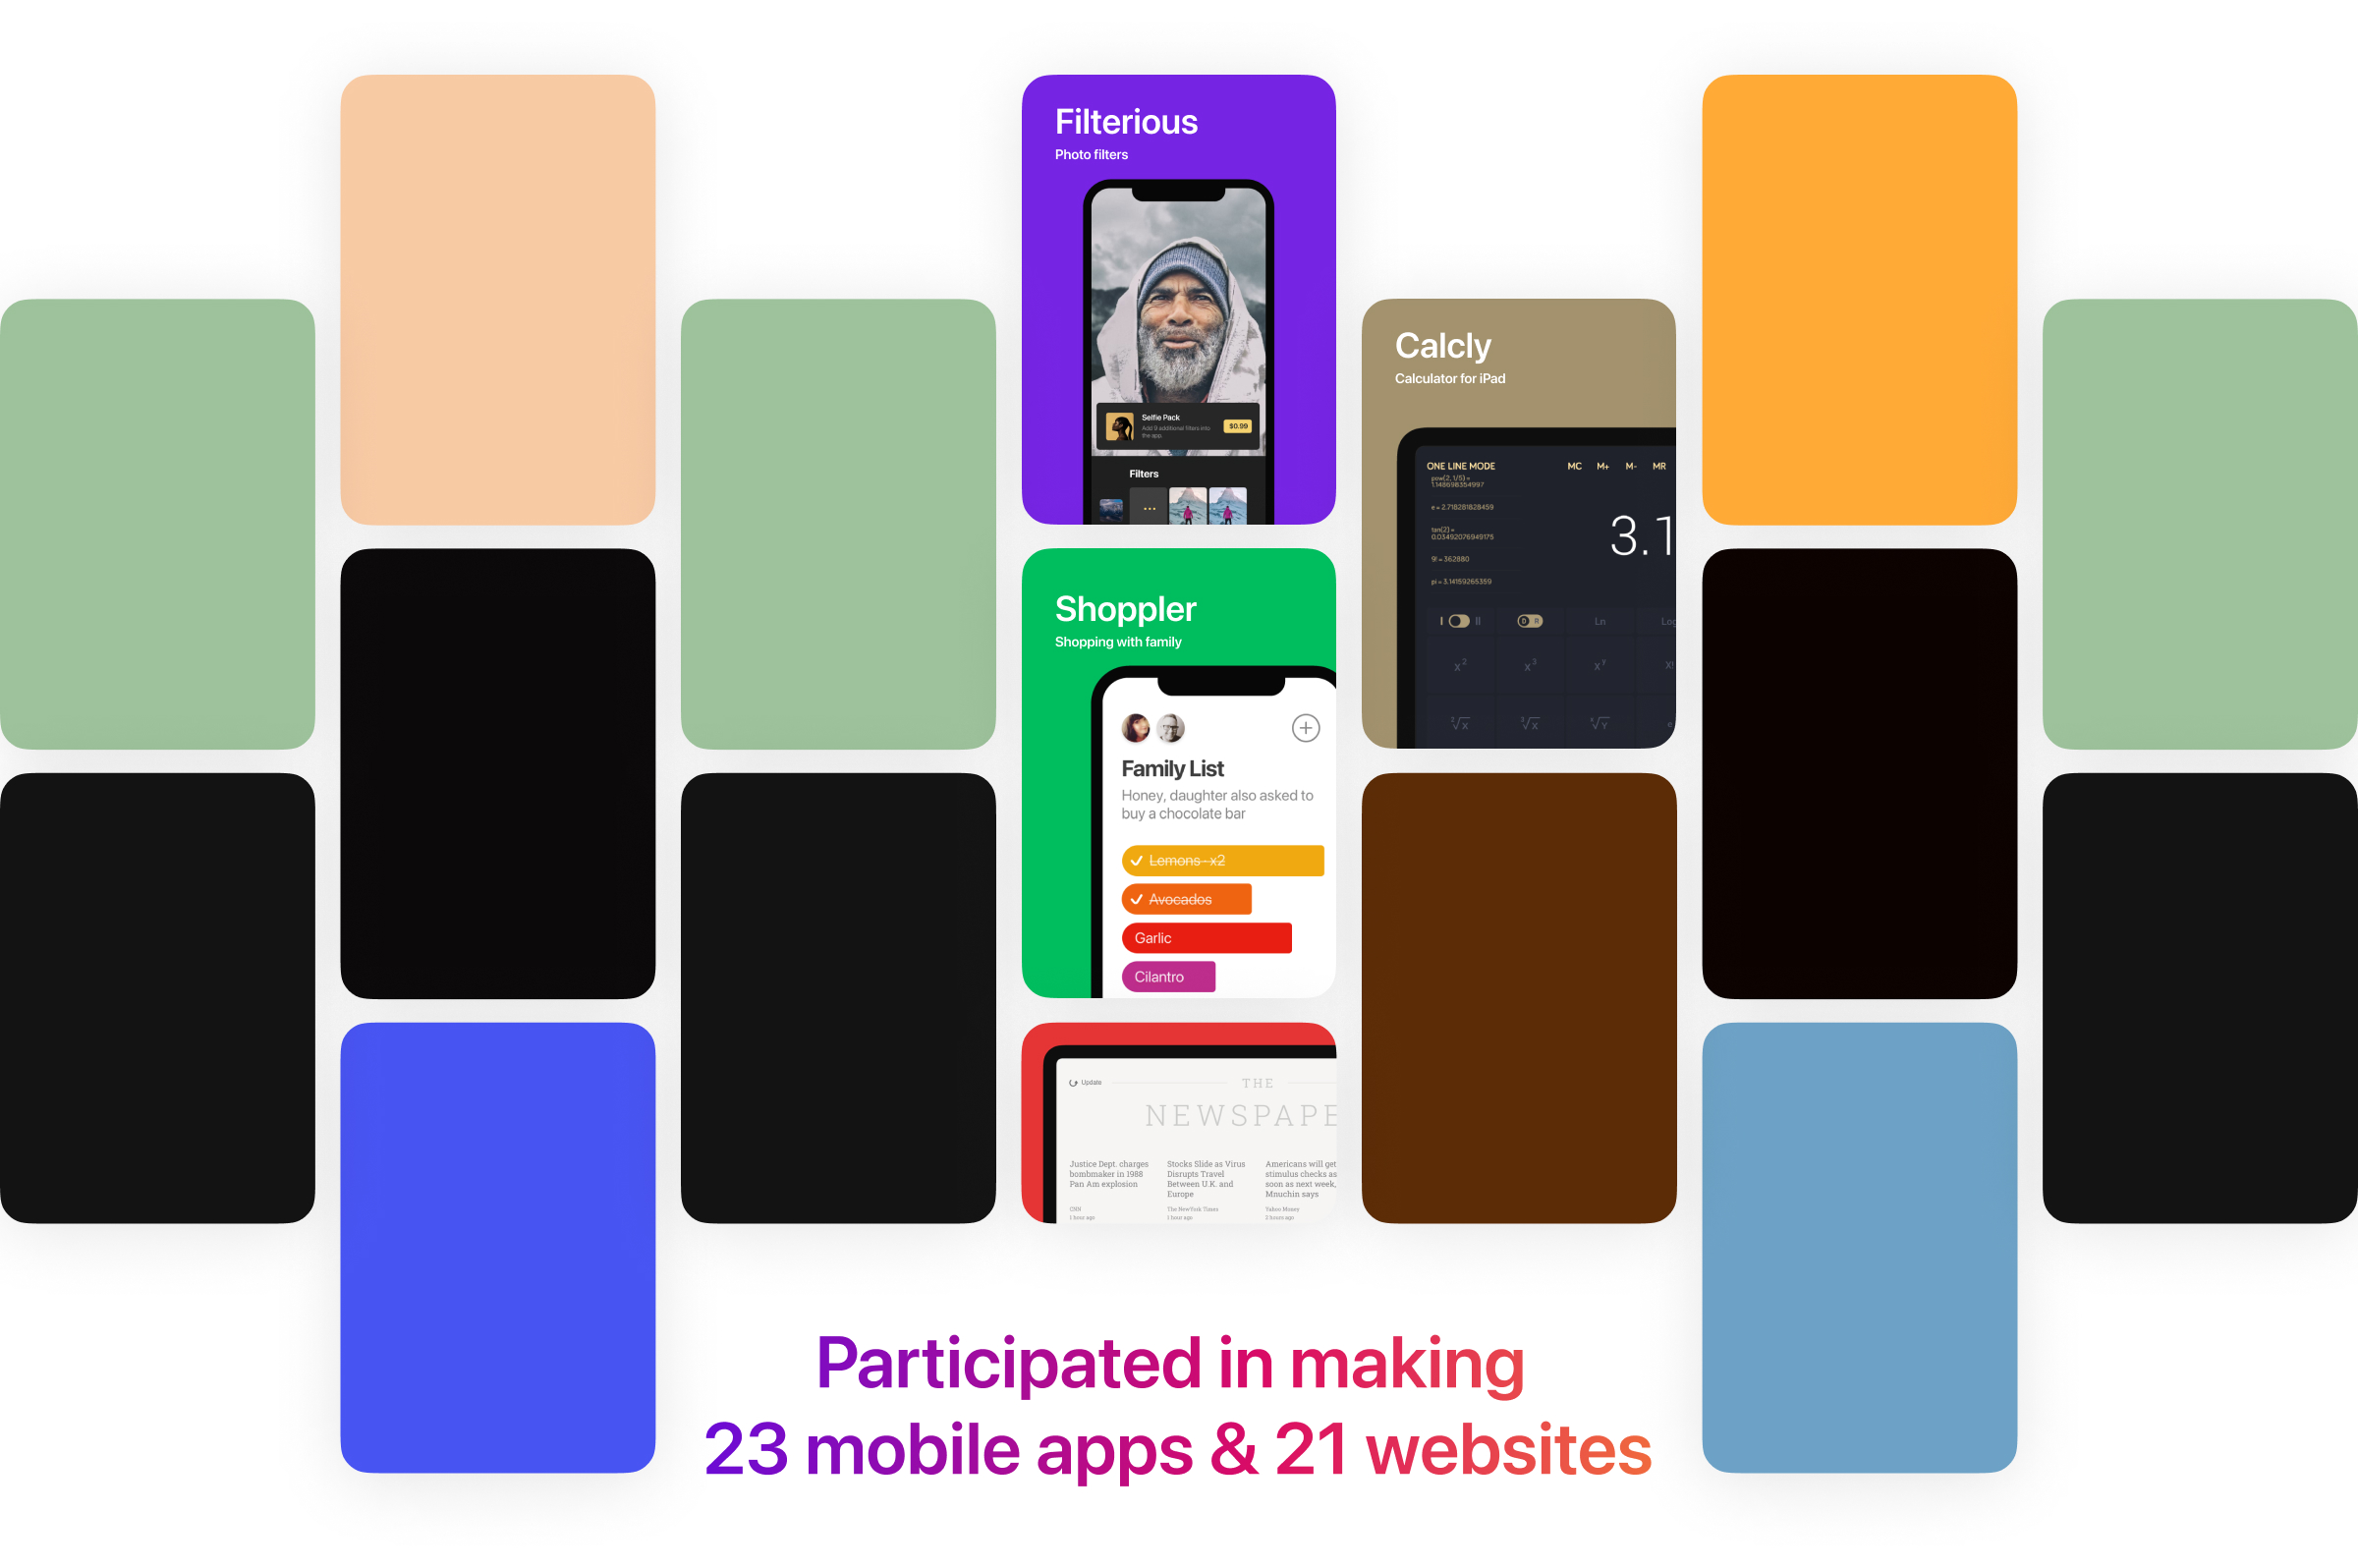 Filterious
Photo filters
Selfie Pack
Add 9 additional filters into
the app
$0.99
Filters
Calcly
Calculator for iPad
ONE LINE MODE
MC M+ M- MR
pow(2, 1/5) =
1.148698354997
e = 2.718281828459
tan(2) =
0.03492076949175
9! = 362880
pi = 3.14159265359
3.1
I II D R Ln Log
x² x³ xʸ X!
²√X ³√X ˣ√Y e
Shoppler
Shopping with family
Family List
Honey, daughter also asked to
buy a chocolate bar
Lemons - x2
Avocados
Garlic
Cilantro
Update
THE
NEWSPAPE
Justice Dept. charges
bombmaker in 1988
Pan Am explosion
CNN
1 hour ago
Stocks Slide as Virus
Disrupts Travel
Between U.K. and
Europe
The NewYork Times
1 hour ago
Americans will get
stimulus checks as
soon as next week,
Mnuchin says
Yahoo Money
2 hours ago
Participated in making
23 mobile apps & 21 websites